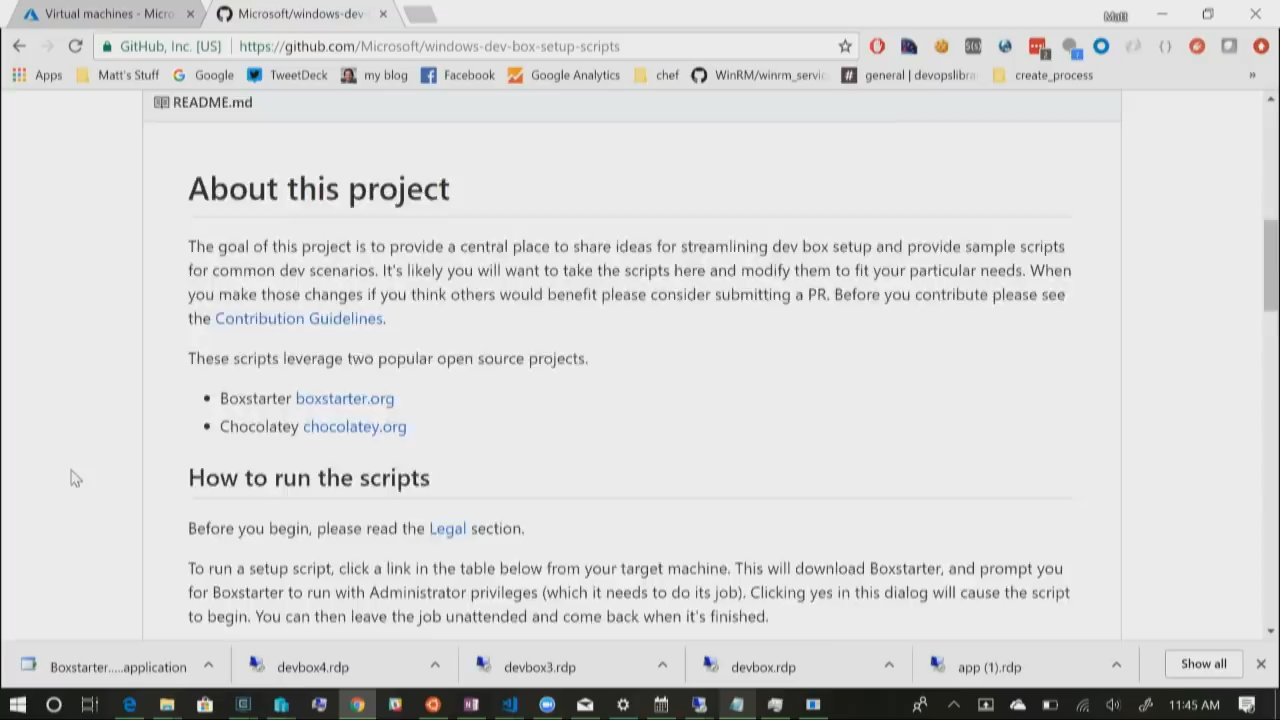 Virtual machines - Micro
Microsoft/windows-dev
Matt
GitHub, Inc. [US]
https://github.com/Microsoft/windows-dev-box-setup-scripts
Apps
Matt's Stuff
Google
TweetDeck
my blog
Facebook
Google Analytics
chef
WinRM/winrm_servic
general | devopslibra
create_process
README.md
About this project
The goal of this project is to provide a central place to share ideas for streamlining dev box setup and provide sample scripts
for common dev scenarios. It's likely you will want to take the scripts here and modify them to fit your particular needs. When
you make those changes if you think others would benefit please consider submitting a PR. Before you contribute please see
the Contribution Guidelines.
These scripts leverage two popular open source projects.
• Boxstarter boxstarter.org
• Chocolatey chocolatey.org
How to run the scripts
Before you begin, please read the Legal section.
To run a setup script, click a link in the table below from your target machine. This will download Boxstarter, and prompt you
for Boxstarter to run with Administrator privileges (which it needs to do its job). Clicking yes in this dialog will cause the script
to begin. You can then leave the job unattended and come back when it's finished.
Boxstarter.....application
devbox4.rdp
devbox3.rdp
devbox.rdp
app (1).rdp
Show all
11:45 AM